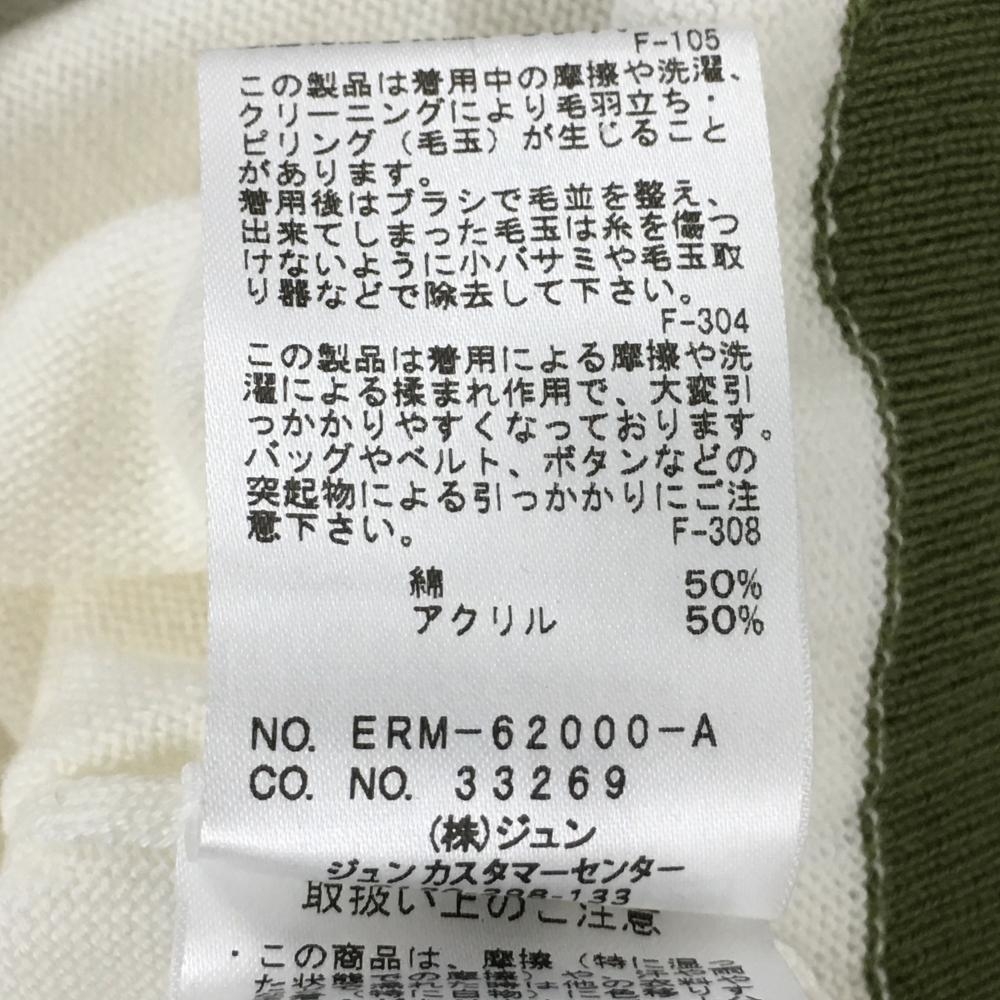 F-105
この製品は着用中の摩擦や洗濯、
クリーニングにより毛羽立ち・
ピリング（毛玉）が生じること
があります。
着用後はブラシで毛並を整え、
出来てしまった毛玉は糸を傷つ
けないように小バサミや毛玉取
り器などで除去して下さい。
F-304
この製品は着用による摩擦や洗
濯による揉まれ作用で、大変引
っかかりやすくなっております。
バッグやベルト、ボタンなどの
突起物による引っかかりにご注
意下さい。 F-308
綿 50%
アクリル 50%
NO. ERM-62000-A
CO. NO. 33269
(株)ジュン
ジュンカスタマーセンター
取扱い上のご注意
・この商品は、摩擦（特に湿
た状態で